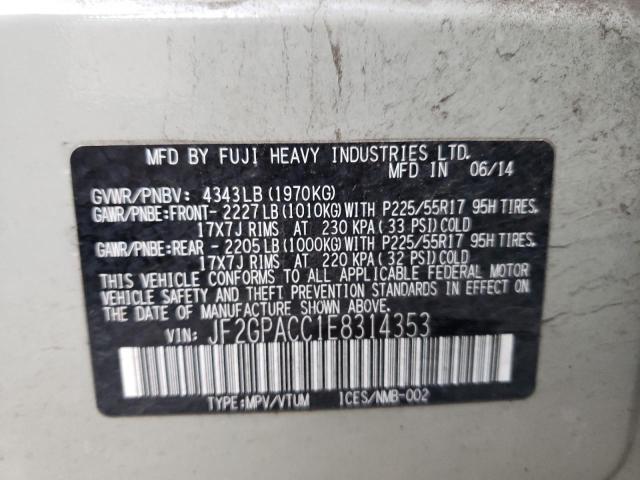 MFD BY FUJI HEAVY INDUSTRIES LTD.
MFD IN 06/14
GVWR/PNBV: 4343LB (1970KG)
GAWR/PNBE:FRONT- 2227LB (1010KG) WITH P225/55R17 95H TIRES,
17X7J RIMS AT 230 KPA (33 PSI) COLD
GAWR/PNBE:REAR - 2205LB (1000KG) WITH P225/55R17 95H TIRES,
17X7J RIMS AT 220 KPA (32 PSI) COLD
THIS VEHICLE CONFORMS TO ALL APPLICABLE FEDERAL MOTOR
VEHICLE SAFETY AND THEFT PREVENTION STANDARDS IN EFFECT ON
THE DATE OF MANUFACTURE SHOWN ABOVE.
VIN: JF2GPACC1E8314353
TYPE:MPV/VTUM ICES/NMB-002